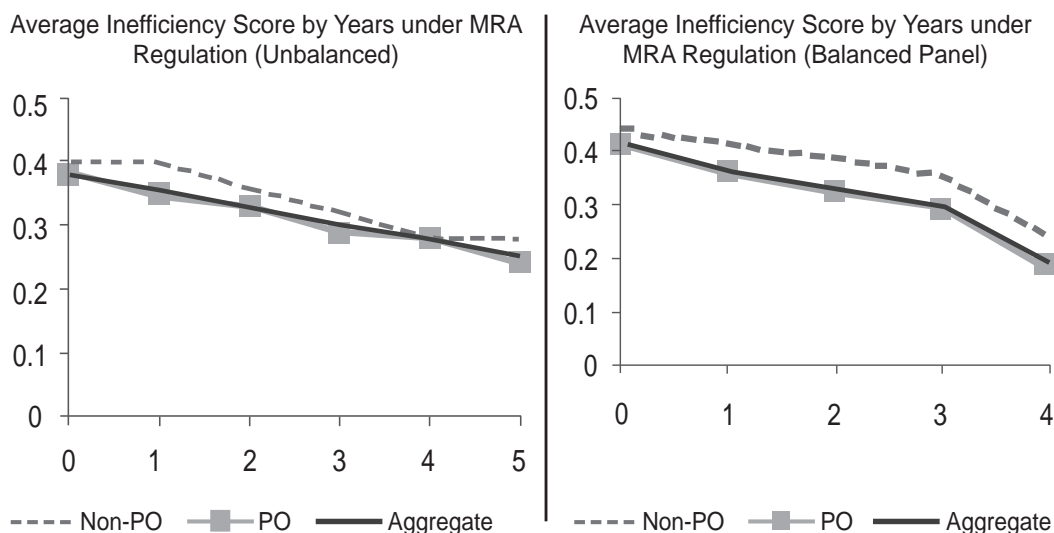 Average Inefficiency Score by Years under MRA
Regulation (Unbalanced)
0.5
0.4
0.3
0.2
0.1
0
0 1 2 3 4 5
Non-PO PO Aggregate
Average Inefficiency Score by Years under
MRA Regulation (Balanced Panel)
0.5
0.4
0.3
0.2
0.1
0
0 1 2 3 4
Non-PO PO Aggregate